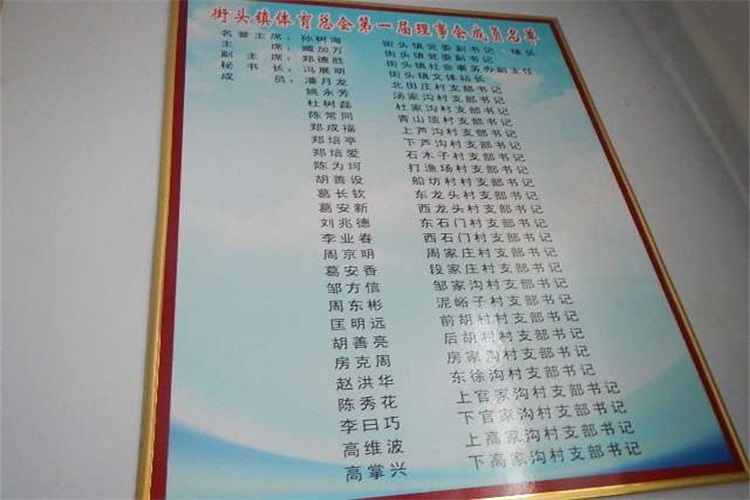 街头镇体育总会第一届理事会成员名单
名誉主席：孙树海 街头镇党委副书记、镇长
主席：臧加万 街头镇党委副书记
副主席：郑德胜 街头镇社会事务办副主任
秘书长：冯展明 街头镇文体站长
成员：潘月龙 北田庄村支部书记
姚永芳 汤家沟村支部书记
杜树磊 杜家沟村支部书记
陈常同 青山顶村支部书记
郑成福 上芦沟村支部书记
郑培亭 下芦沟村支部书记
郑培爱 石木子村支部书记
陈为珂 打渔场村支部书记
胡善设 船坊村村支部书记
葛长钦 东龙头村支部书记
葛安新 西龙头村支部书记
刘兆德 东石门村支部书记
李业春 西石门村支部书记
周京明 周家庄村支部书记
葛安香 段家庄村支部书记
邹方信 邹家沟村支部书记
周东彬 泥峪子村支部书记
匡明远 前胡村村支部书记
胡善亮 后胡村村支部书记
房克周 房家沟村支部书记
赵洪华 东徐沟村支部书记
陈秀花 上官家沟村支部书记
李曰巧 下官家沟村支部书记
高维波 上高家沟村支部书记
高掌兴 下高家沟村支部书记